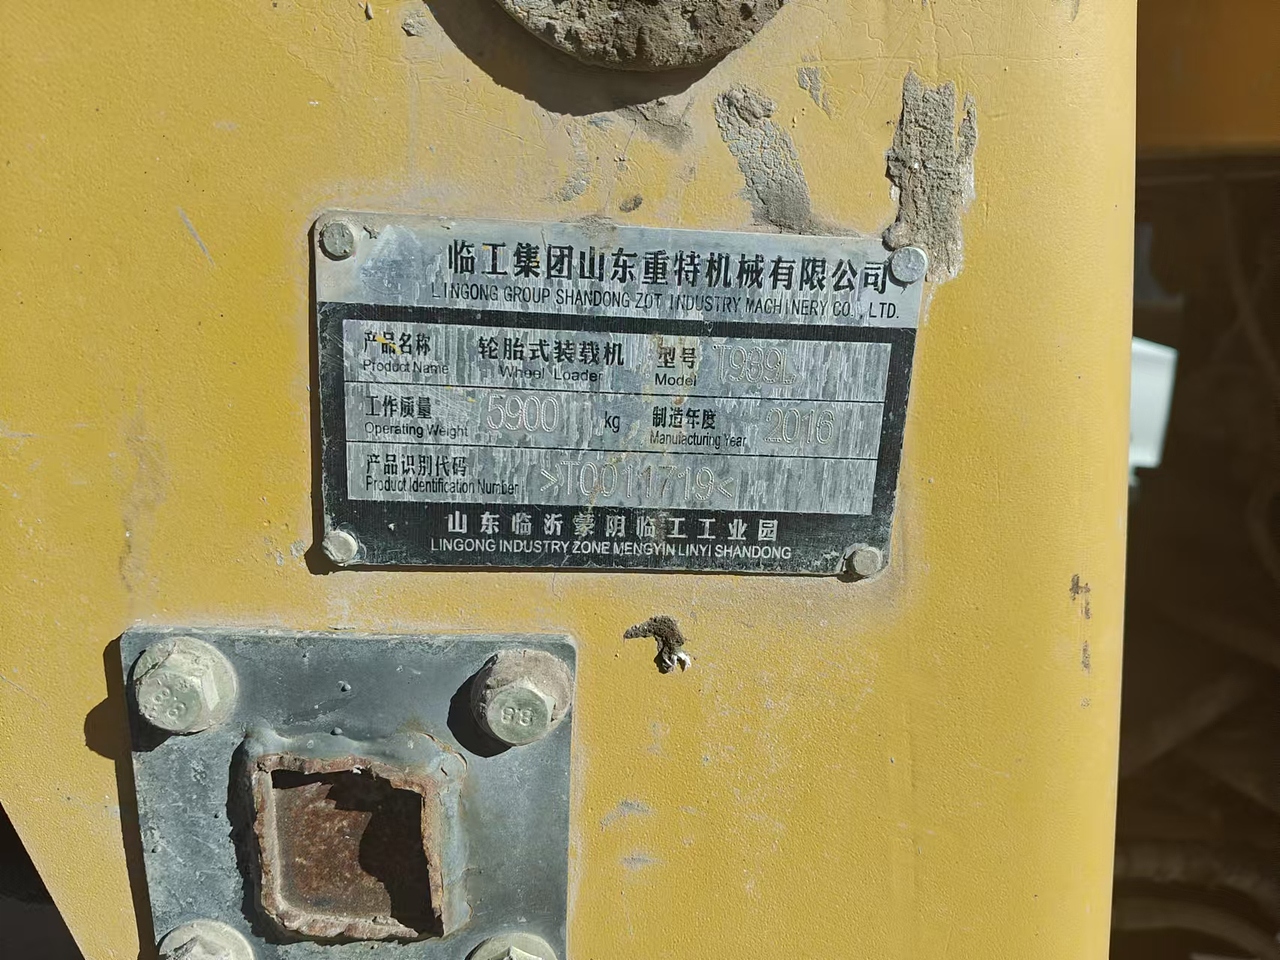 临工集团山东重特机械有限公司
LINGONG GROUP SHANDONG ZOT INDUSTRY MACHINERY CO., LTD.
产品名称 轮胎式装载机 型号 T939L
Product Name Wheel Loader Model
工作质量 5900 kg 制造年度 2016
Operating Weight Manufacturing Year
产品识别代码 >T0011719<
Product Identification Number
山东临沂蒙阴临工工业园
LINGONG INDUSTRY ZONE MENGYIN LINYI SHANDONG
8.8
8.8